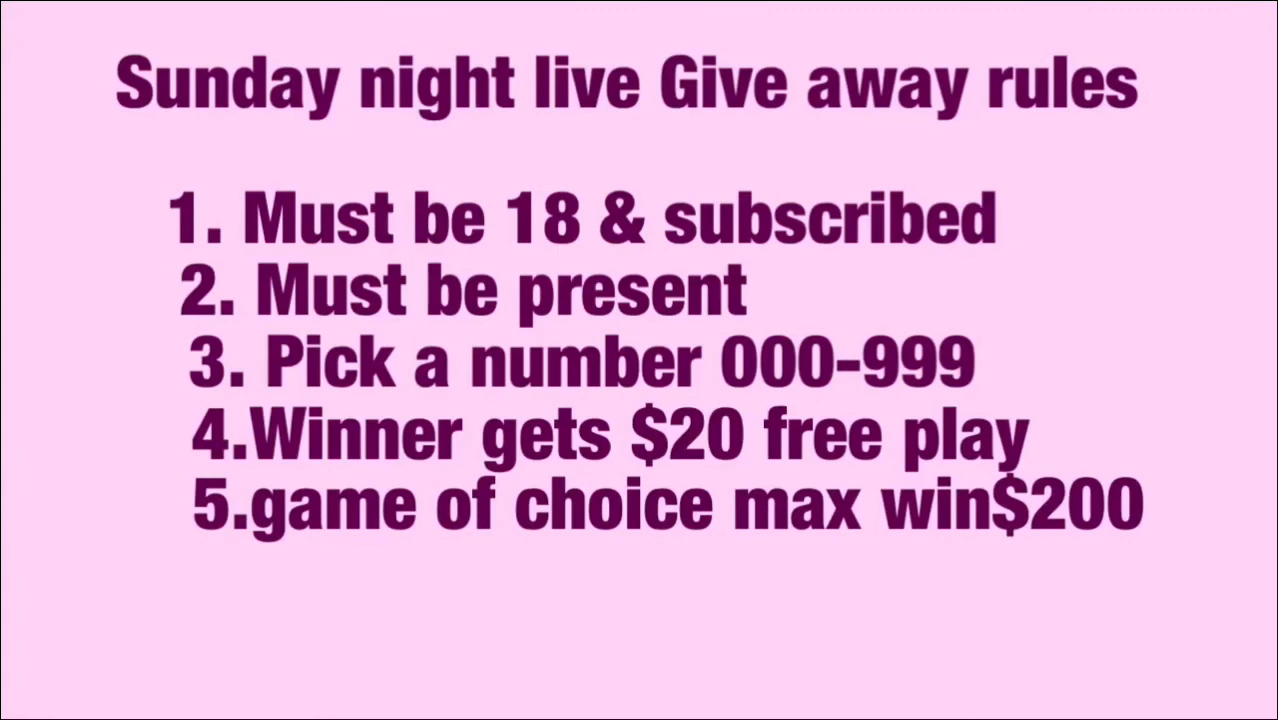 Sunday night live Give away rules
1. Must be 18 & subscribed
2. Must be present
3. Pick a number 000-999
4.Winner gets $20 free play
5.game of choice max win$200